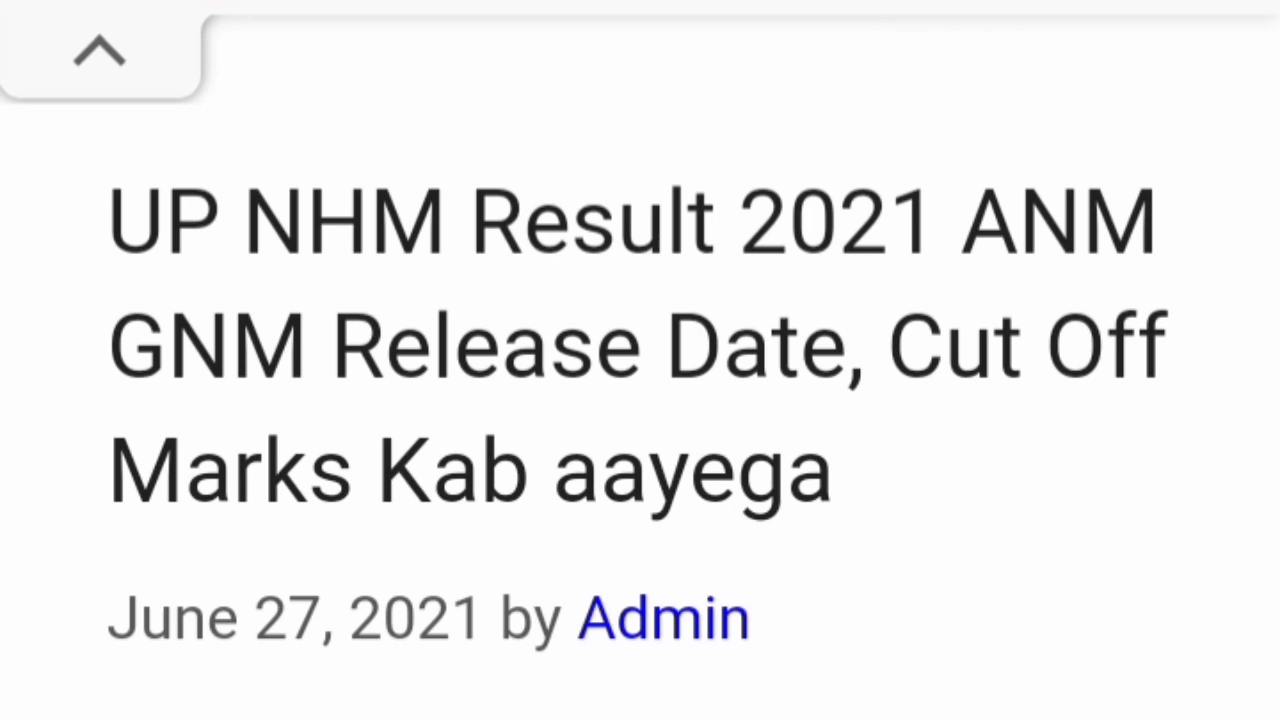 UP NHM Result 2021 ANM
GNM Release Date, Cut Off
Marks Kab aayega
June 27, 2021 by Admin